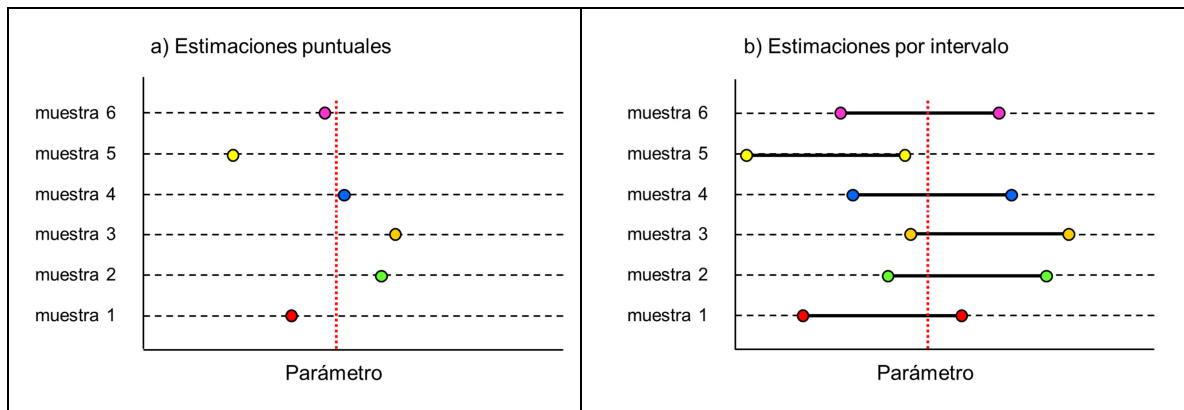 a) Estimaciones puntuales
muestra 6
muestra 5
muestra 4
muestra 3
muestra 2
muestra 1
Parámetro
b) Estimaciones por intervalo
muestra 6
muestra 5
muestra 4
muestra 3
muestra 2
muestra 1
Parámetro